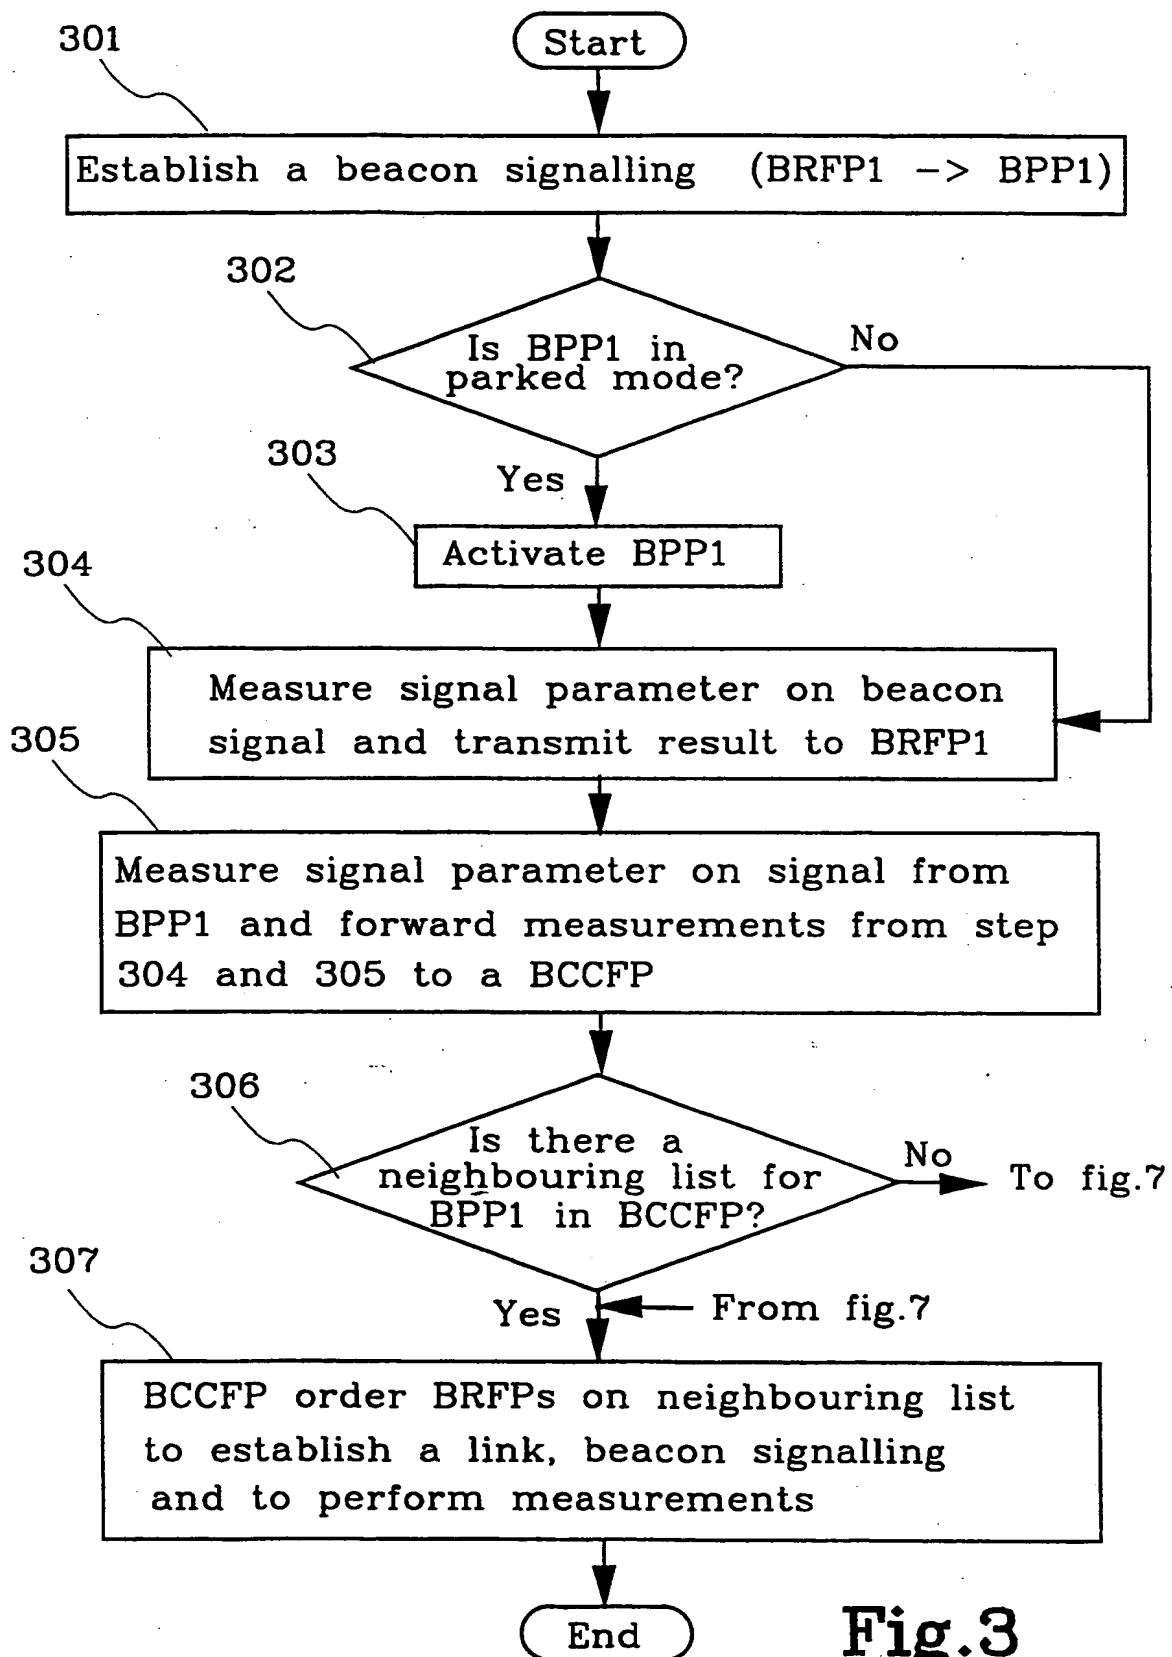 301
Start
Establish a beacon signalling (BRFP1 -> BPP1)
302
Is BPP1 in
parked mode?
No
303
Yes
Activate BPP1
304
Measure signal parameter on beacon
signal and transmit result to BRFP1
305
Measure signal parameter on signal from
BPP1 and forward measurements from step
304 and 305 to a BCCFP
306
Is there a
neighbouring list for
BPP1 in BCCFP?
No
To fig.7
307
Yes
From fig.7
BCCFP order BRFPs on neighbouring list
to establish a link, beacon signalling
and to perform measurements
End
Fig.3